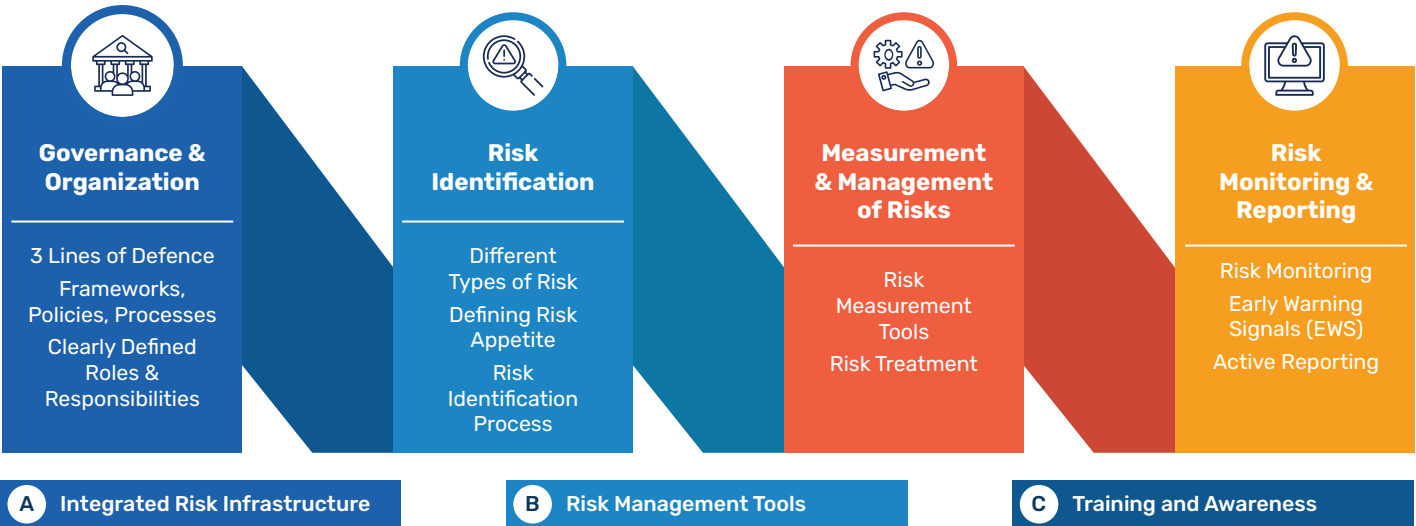 Governance &
Organization
3 Lines of Defence
Frameworks,
Policies, Processes
Clearly Defined
Roles &
Responsibilities
Risk
Identification
Different
Types of Risk
Defining Risk
Appetite
Risk
Identification
Process
Measurement
& Management
of Risks
Risk
Measurement
Tools
Risk Treatment
Risk
Monitoring &
Reporting
Risk Monitoring
Early Warning
Signals (EWS)
Active Reporting
A Integrated Risk Infrastructure
B Risk Management Tools
C Training and Awareness